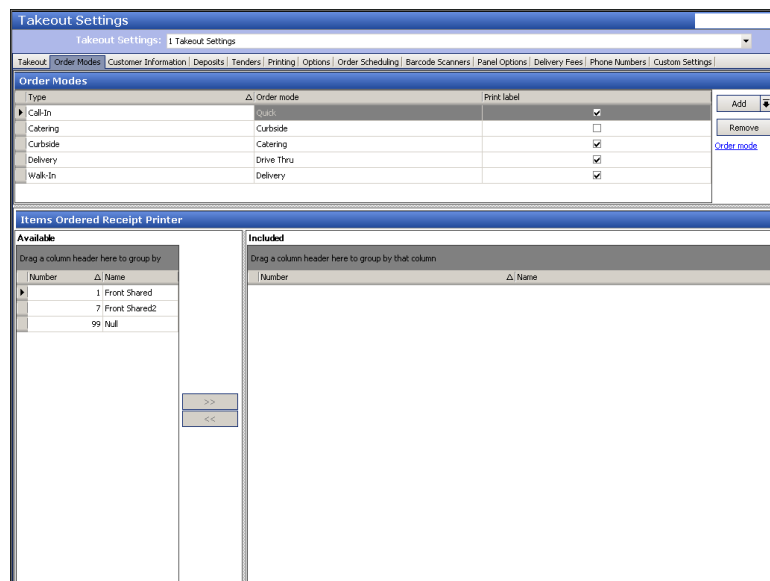 Takeout Settings
Takeout Settings: 1 Takeout Settings
Takeout Order Modes Customer Information Deposits Tenders Printing Options Order Scheduling Barcode Scanners Panel Options Delivery Fees Phone Numbers Custom Settings
Order Modes
Type Order mode Print label
Call-In Quick
Catering Curbside
Curbside Catering
Delivery Drive Thru
Walk-In Delivery
Add
Remove
Order mode
Items Ordered Receipt Printer
Available
Drag a column header here to group by
Number Name
1 Front Shared
7 Front Shared2
99 Null
>>
<<
Included
Drag a column header here to group by that column
Number Name